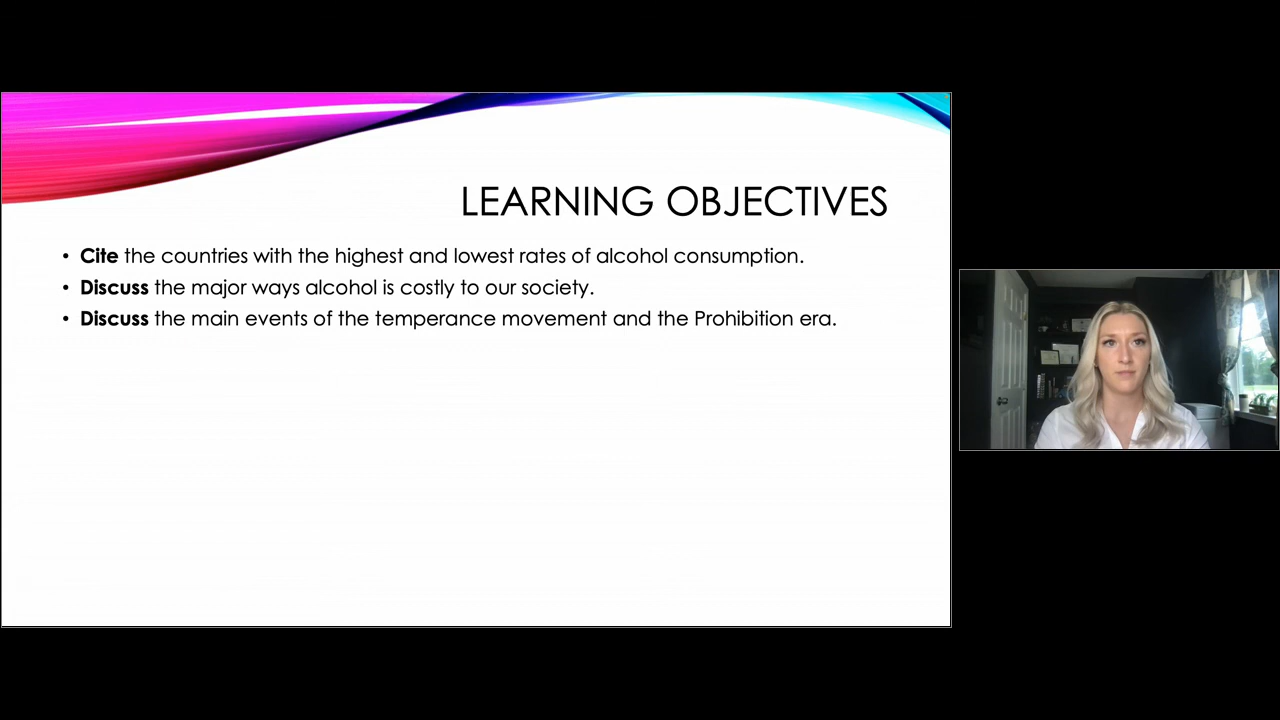 LEARNING OBJECTIVES
• Cite the countries with the highest and lowest rates of alcohol consumption.
• Discuss the major ways alcohol is costly to our society.
• Discuss the main events of the temperance movement and the Prohibition era.